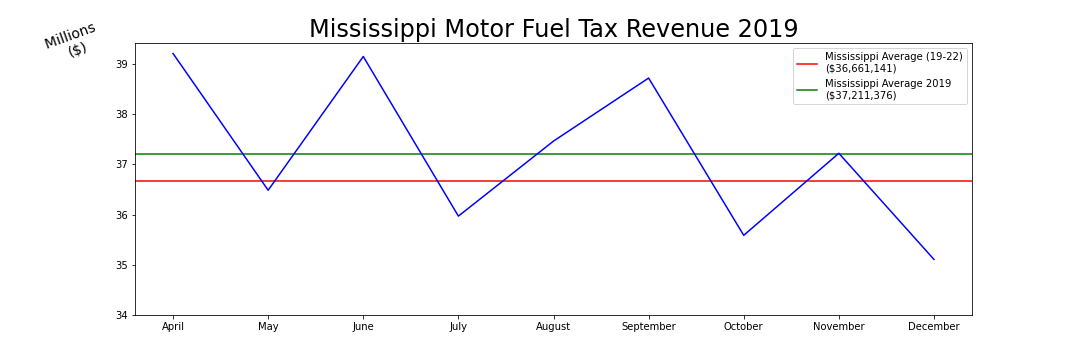 Millions
($)
Mississippi Motor Fuel Tax Revenue 2019
Mississippi Average (19-22)
($36,661,141)
Mississippi Average 2019
($37,211,376)
39
38
37
36
35
34
April May June July August September October November December